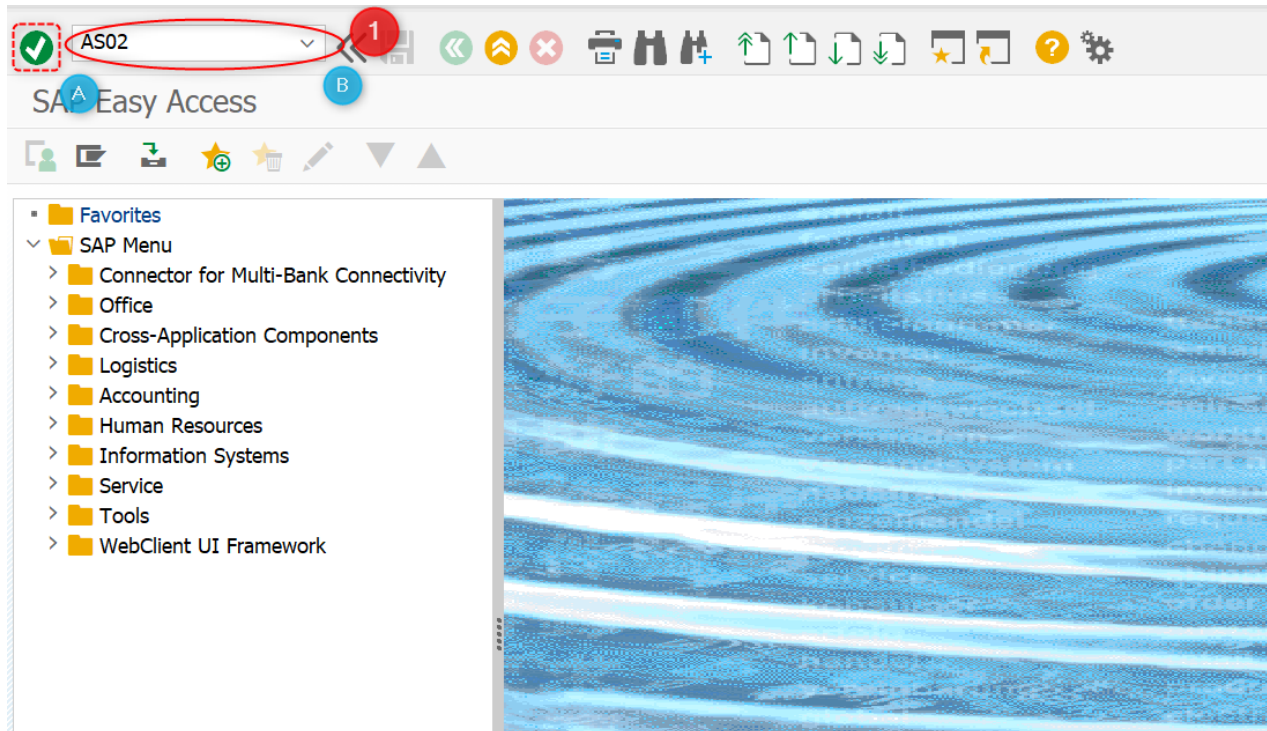 AS02
1
A
B
SAP Easy Access
Favorites
SAP Menu
Connector for Multi-Bank Connectivity
Office
Cross-Application Components
Logistics
Accounting
Human Resources
Information Systems
Service
Tools
WebClient UI Framework